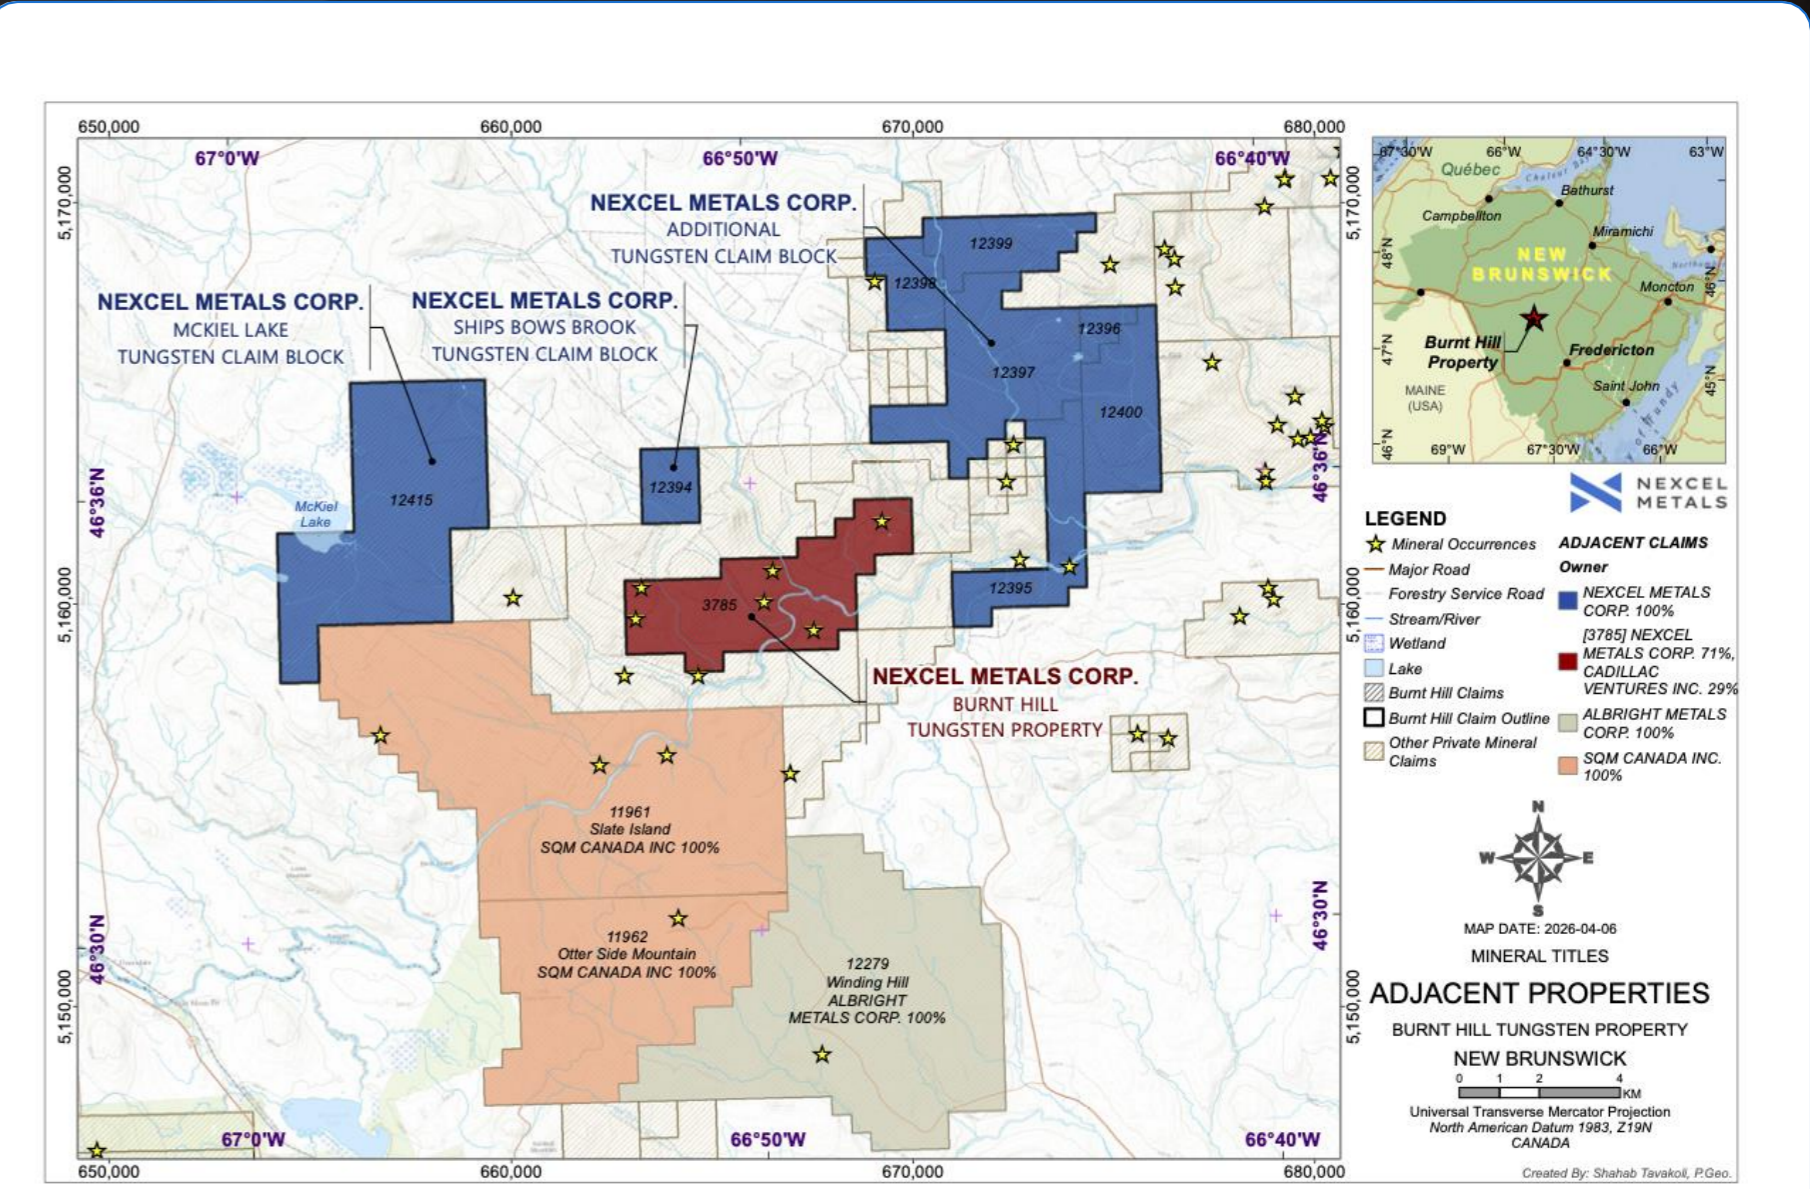 650,000
660,000
670,000
680,000
67°0'W
66°50'W
66°40'W
5,170,000
5,170,000
NEXCEL METALS CORP.
ADDITIONAL
TUNGSTEN CLAIM BLOCK
12399
12398
NEXCEL METALS CORP.
MCKIEL LAKE
TUNGSTEN CLAIM BLOCK
NEXCEL METALS CORP.
SHIPS BOWS BROOK
TUNGSTEN CLAIM BLOCK
12396
12397
12400
12415
12394
McKiel
Lake
46°36'N
46°36'N
5,160,000
5,160,000
12395
3785
NEXCEL METALS CORP.
BURNT HILL
TUNGSTEN PROPERTY
11961
Slate Island
SQM CANADA INC 100%
11962
Otter Side Mountain
SQM CANADA INC 100%
12279
Winding Hill
ALBRIGHT
METALS CORP. 100%
46°30'N
46°30'N
5,150,000
5,150,000
67°0'W
66°50'W
66°40'W
650,000
660,000
670,000
680,000
67°30'W
66°W
64°30'W
63°W
Québec
Bathurst
Campbellton
Miramichi
48°N
NEW
BRUNSWICK
46°N
Moncton
Burnt Hill
Property
47°N
Fredericton
MAINE
(USA)
Saint John
45°N
46°N
69°W
67°30'W
66°W
NEXCEL
METALS
LEGEND
Mineral Occurrences
Major Road
Forestry Service Road
Stream/River
Wetland
Lake
Burnt Hill Claims
Burnt Hill Claim Outline
Other Private Mineral
Claims
ADJACENT CLAIMS
Owner
NEXCEL METALS
CORP. 100%
[3785] NEXCEL
METALS CORP. 71%,
CADILLAC
VENTURES INC. 29%
ALBRIGHT METALS
CORP. 100%
SQM CANADA INC.
100%
N
W
E
S
MAP DATE: 2026-04-06
MINERAL TITLES
ADJACENT PROPERTIES
BURNT HILL TUNGSTEN PROPERTY
NEW BRUNSWICK
0 1 2 4
KM
Universal Transverse Mercator Projection
North American Datum 1983, Z19N
CANADA
Created By: Shahab Tavakoli, P.Geo.